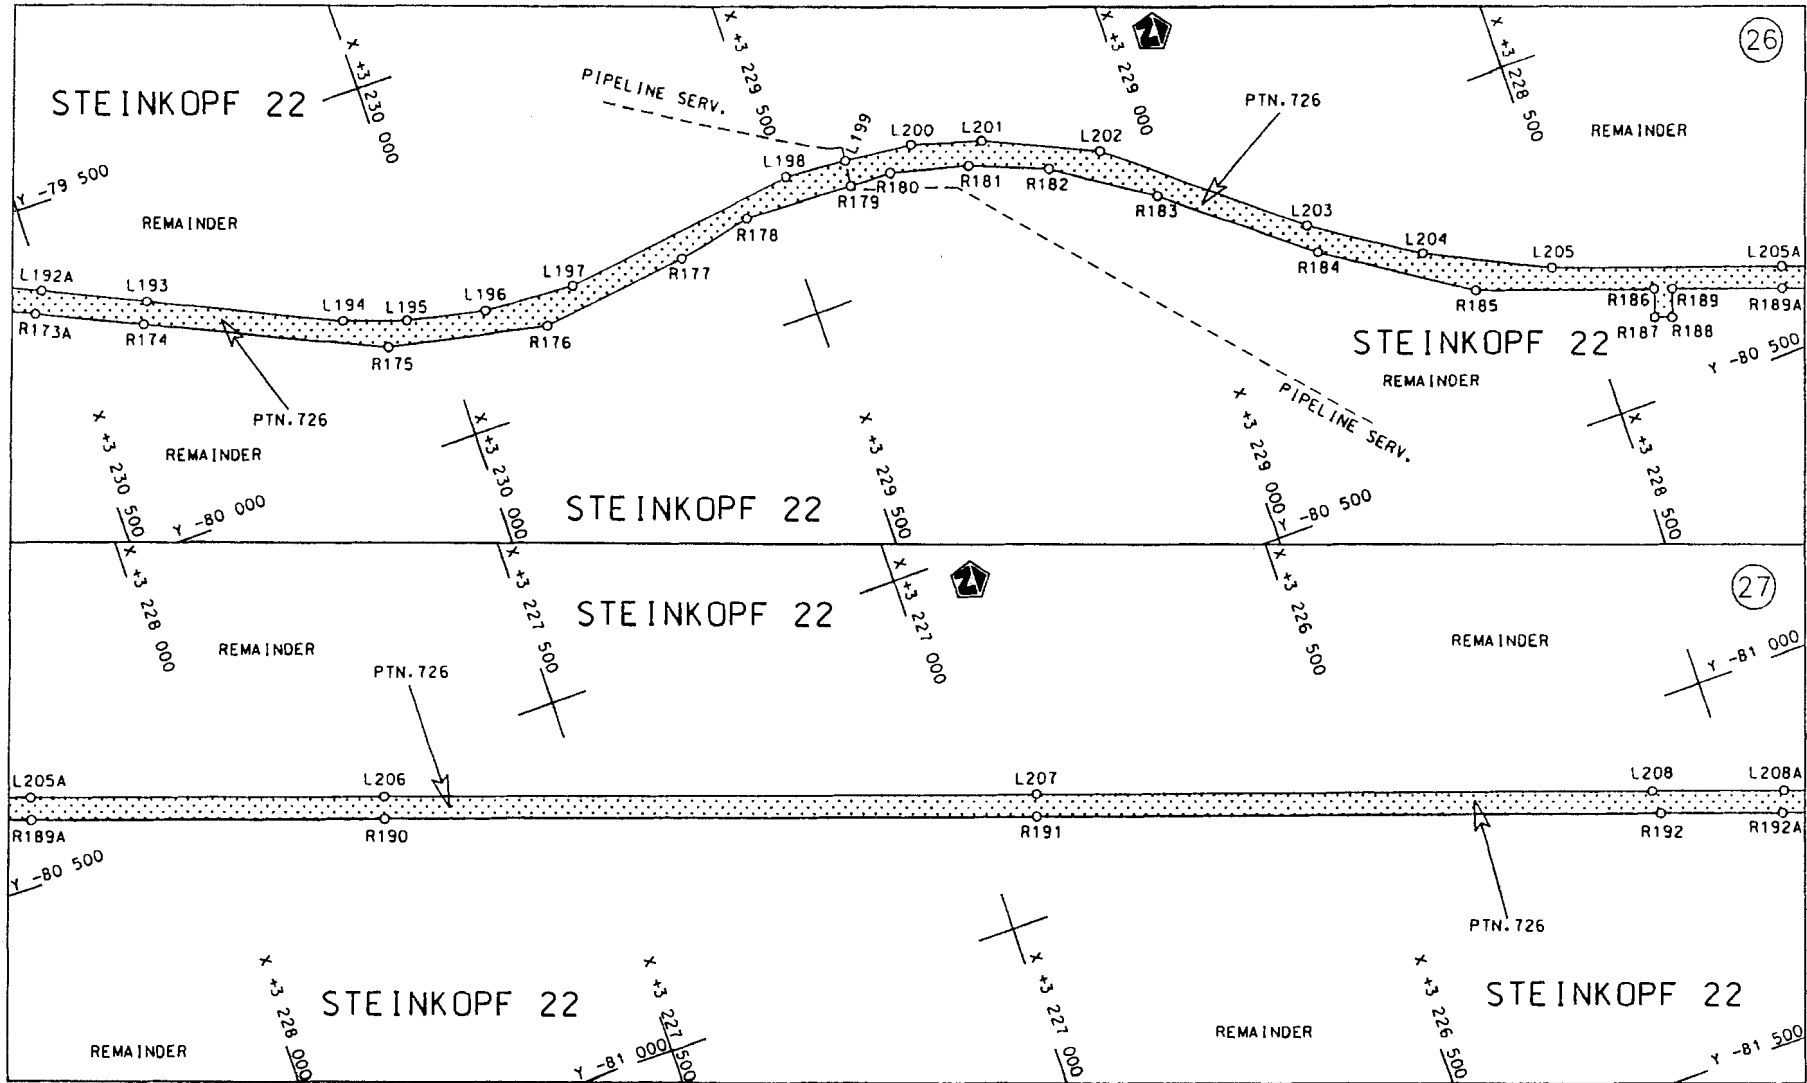 26
X +3 230 000
X +3 229 500
X +3 229 000
X +3 228 500
STEINKOPF 22
PIPELINE SERV.
PTN.726
REMAINDER
L199
L200
L201
L202
L198
Y -79 500
REMAINDER
R179
R180
R181
R182
R183
L203
R178
L204
L205
L205A
R177
R184
L192A
L193
L197
L196
L194
L195
R185
R186
R189
R189A
R173A
R174
R175
R176
R187
R188
STEINKOPF 22
Y -80 500
REMAINDER
PIPELINE SERV.
PTN.726
REMAINDER
X +3 230 500
X +3 230 000
X +3 229 500
X +3 229 000
X +3 228 500
Y -80 000
STEINKOPF 22
Y -80 500
27
X +3 228 000
X +3 227 500
X +3 227 000
X +3 226 500
STEINKOPF 22
REMAINDER
REMAINDER
Y -81 000
PTN.726
L205A
L206
L207
L208
L208A
R189A
R190
R191
R192
R192A
Y -80 500
PTN.726
X +3 228 000
X +3 227 500
X +3 227 000
X +3 226 500
STEINKOPF 22
STEINKOPF 22
REMAINDER
Y -81 000
REMAINDER
Y -81 500